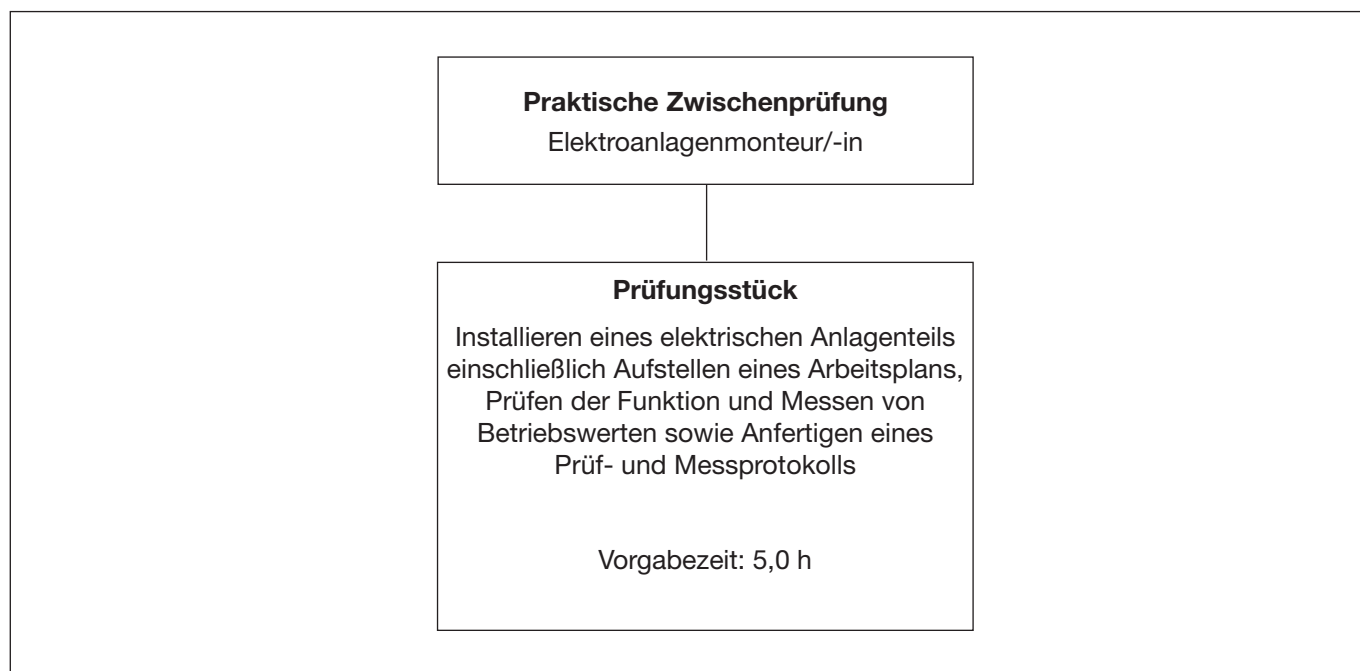 Praktische Zwischenprüfung
Elektroanlagenmonteur/-in
Prüfungsstück
Installieren eines elektrischen Anlagenteils
einschließlich Aufstellen eines Arbeitsplans,
Prüfen der Funktion und Messen von
Betriebswerten sowie Anfertigen eines
Prüf- und Messprotokolls
Vorgabezeit: 5,0 h